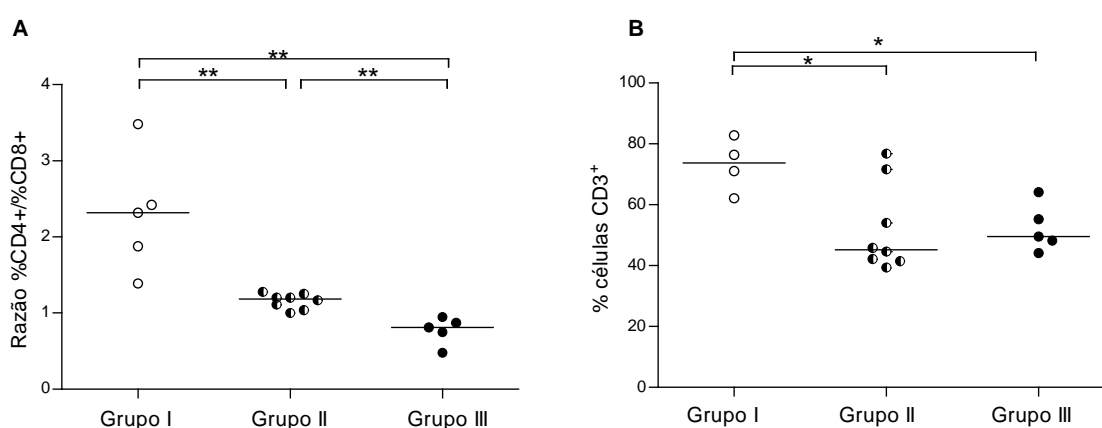 A
**
** **
4
3
2
1
0
Razão %CD4+/%CD8+
Grupo I Grupo II Grupo III
B
*
*
100
80
60
40
20
0
% células CD3+
Grupo I Grupo II Grupo III